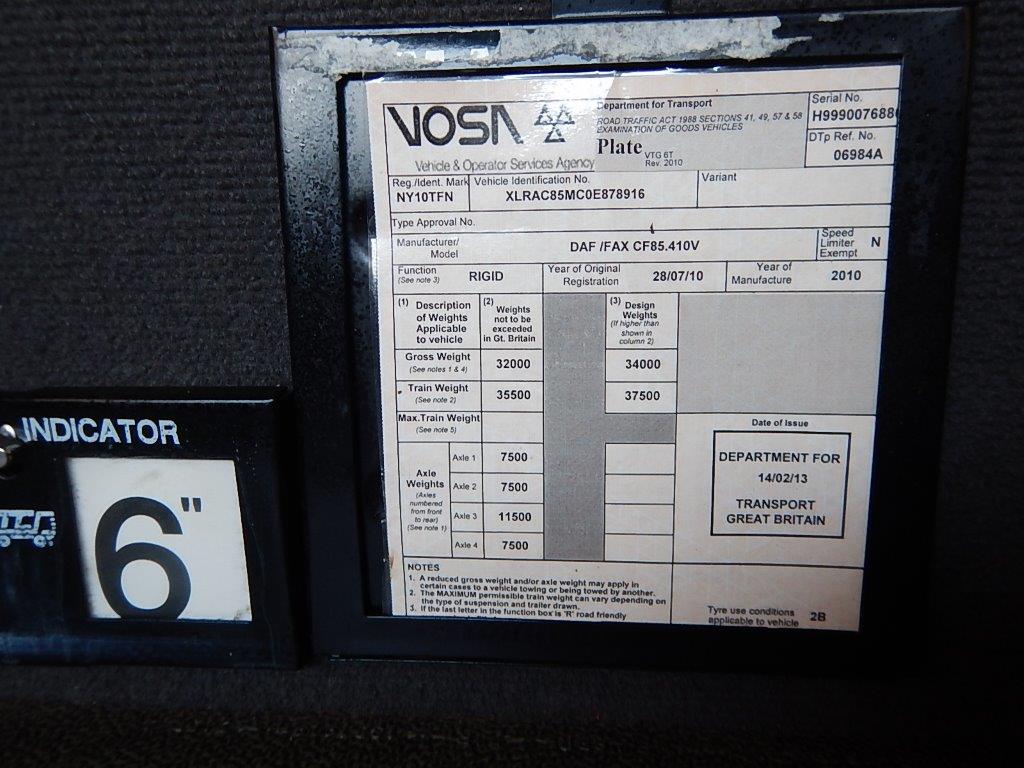 VOSA
Vehicle & Operator Services Agency
Department for Transport
ROAD TRAFFIC ACT 1988 SECTIONS 41, 49, 57 & 58
EXAMINATION OF GOODS VEHICLES
Plate VTG 6T
Rev. 2010
Serial No.
H999007688
DTp Ref. No.
06984A
Reg./Ident. Mark
NY10TFN
Vehicle Identification No.
XLRAC85MC0E878916
Variant
Type Approval No.
Manufacturer/
Model
DAF /FAX CF85.410V
Speed
Limiter
Exempt
N
Function
(See note 3)
RIGID
Year of Original
Registration
28/07/10
Year of
Manufacture
2010
(1) Description
of Weights
Applicable
to vehicle
(2) Weights
not to be
exceeded
in Gt. Britain
(3) Design
Weights
(If higher than
shown in
column 2)
Gross Weight
(See notes 1 & 4)
32000
34000
Train Weight
(See note 2)
35500
37500
Max.Train Weight
(See note 5)
Axle
Weights
(Axles
numbered
from front
to rear)
(See note 1)
Axle 1 7500
Axle 2 7500
Axle 3 11500
Axle 4 7500
Date of Issue
DEPARTMENT FOR
14/02/13
TRANSPORT
GREAT BRITAIN
NOTES
1. A reduced gross weight and/or axle weight may apply in
certain cases to a vehicle towing or being towed by another.
2. The MAXIMUM permissible train weight can vary depending on
the type of suspension and trailer drawn.
3. If the last letter in the function box is 'R' road friendly
Tyre use conditions
applicable to vehicle
2B
INDICATOR
6"